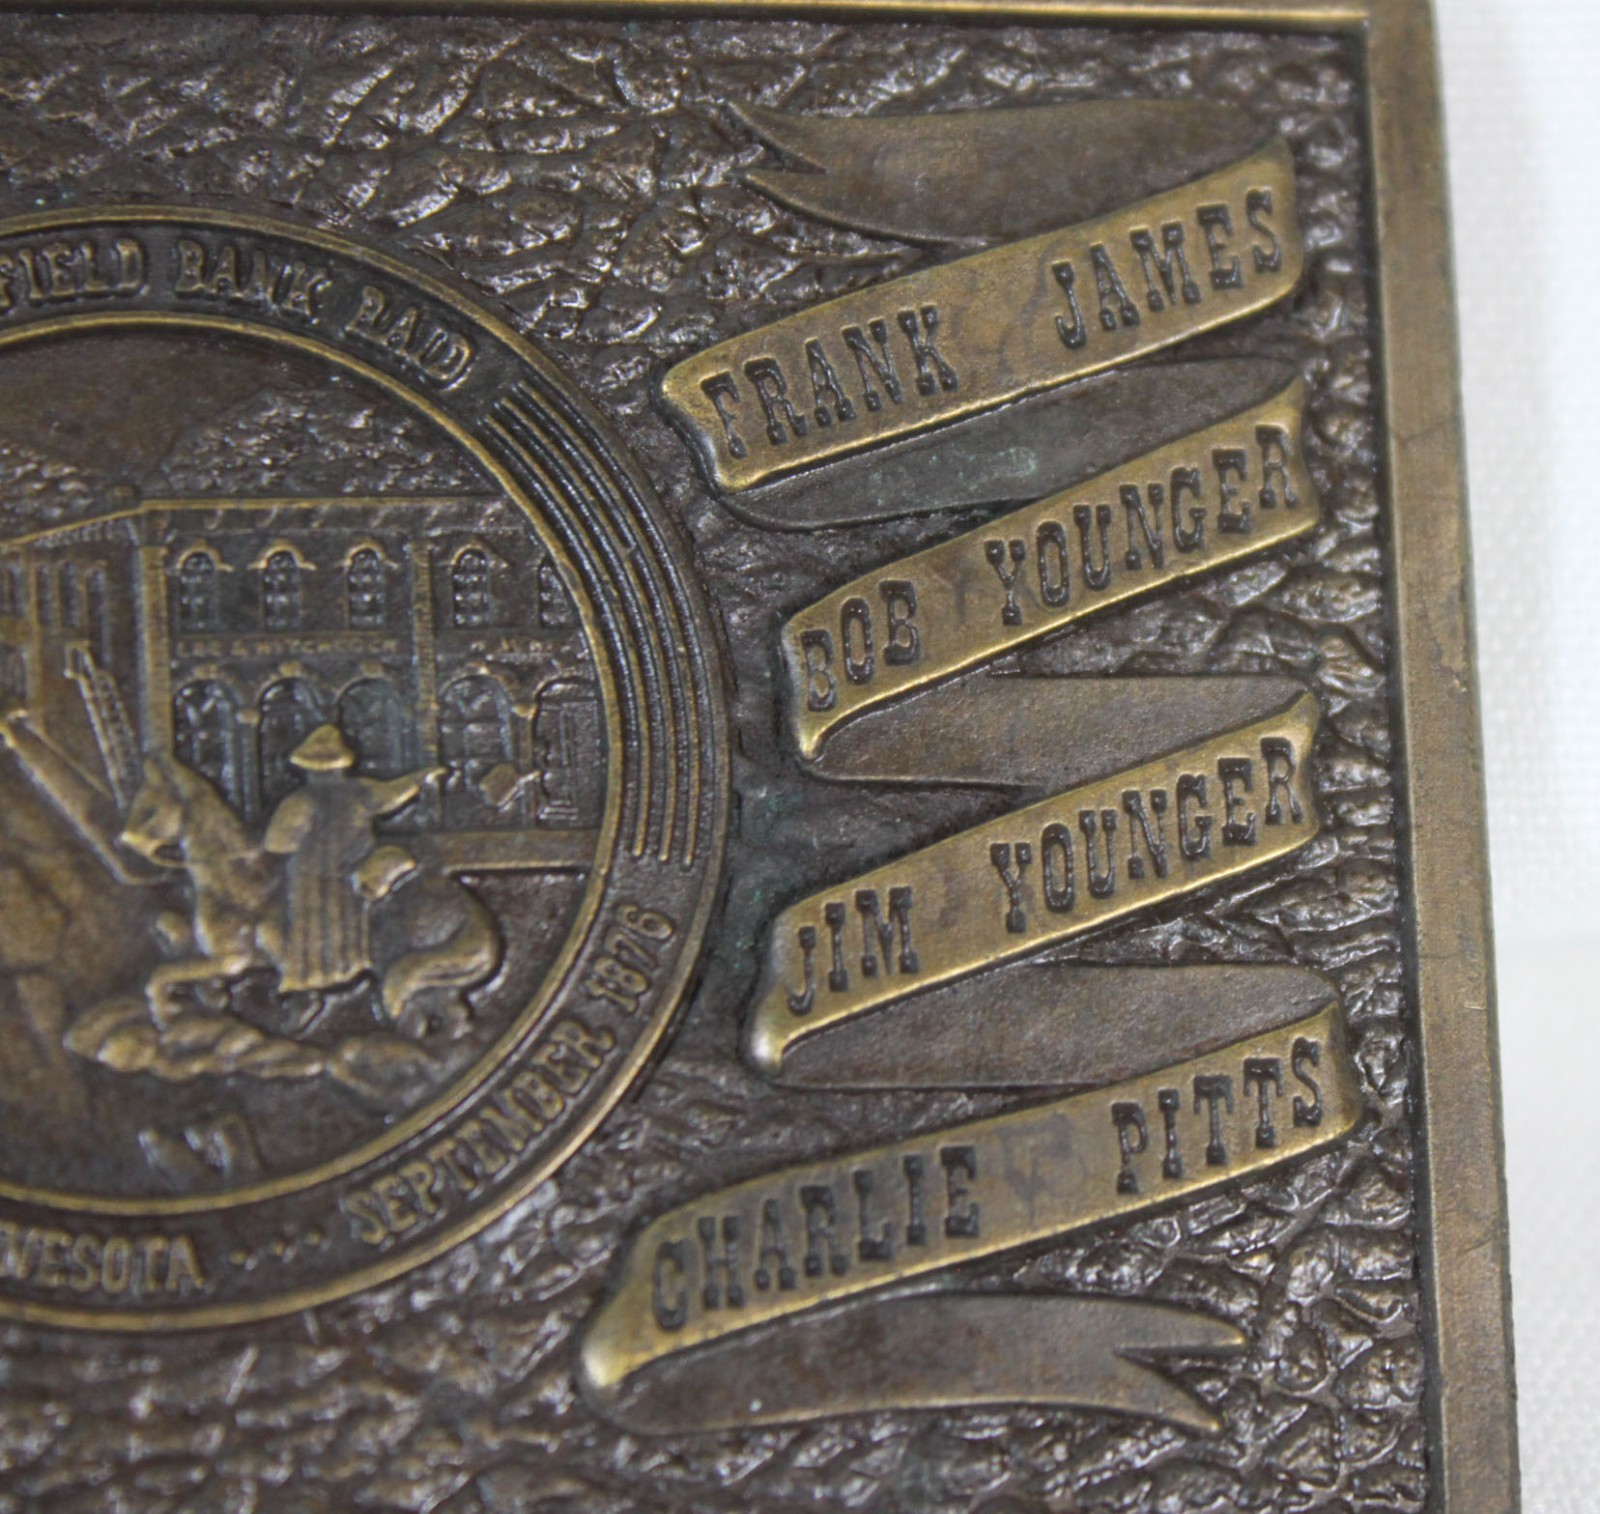 FIELD BANK RAID
LEE & HITCHCOCK
NESOTA .... SEPTEMBER 1876
FRANK JAMES
BOB YOUNGER
JIM YOUNGER
CHARLIE PITTS